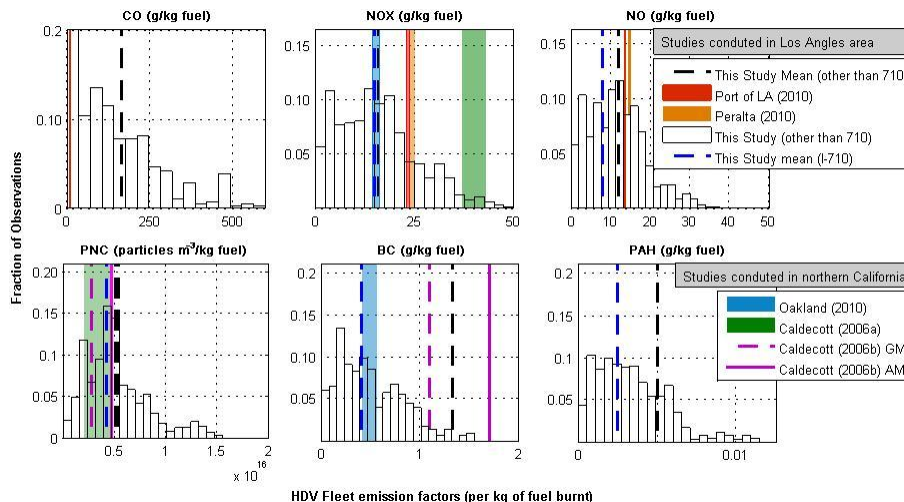 CO (g/kg fuel)
NOX (g/kg fuel)
NO (g/kg fuel)
0.2
0.10
0
0
250
500
0.15
0.10
0.05
0
50
0.15
0.10
0.05
0
10
20
30
40
50
Studies conduted in Los Angles area
This Study Mean (other than 710)
Port of LA (2010)
Peralta (2010)
This Study (other than 710)
This Study mean (I-710)
Fraction of Observations
PNC (particles m⁻³/kg fuel)
BC (g/kg fuel)
PAH (g/kg fuel)
0.20
0.15
0.10
0.05
0
0.5
1
1.5
2
x 10¹⁶
0.2
0.15
0.1
0.05
0
0
1
2
0.2
0.15
0.1
0.05
0
0
0.01
Studies conduted in northern California
Oakland (2010)
Caldecott (2006a)
Caldecott (2006b) GM
Caldecott (2006b) AM
HDV Fleet emission factors (per kg of fuel burnt)